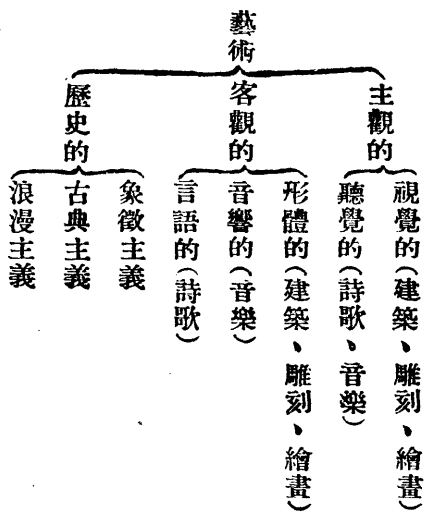 藝術
主觀的
視覺的（建築、雕刻、繪畫）
聽覺的（詩歌、音樂）
客觀的
形體的（建築、雕刻、繪畫）
音響的（音樂）
言語的（詩歌）
歷史的
象徵主義
古典主義
浪漫主義